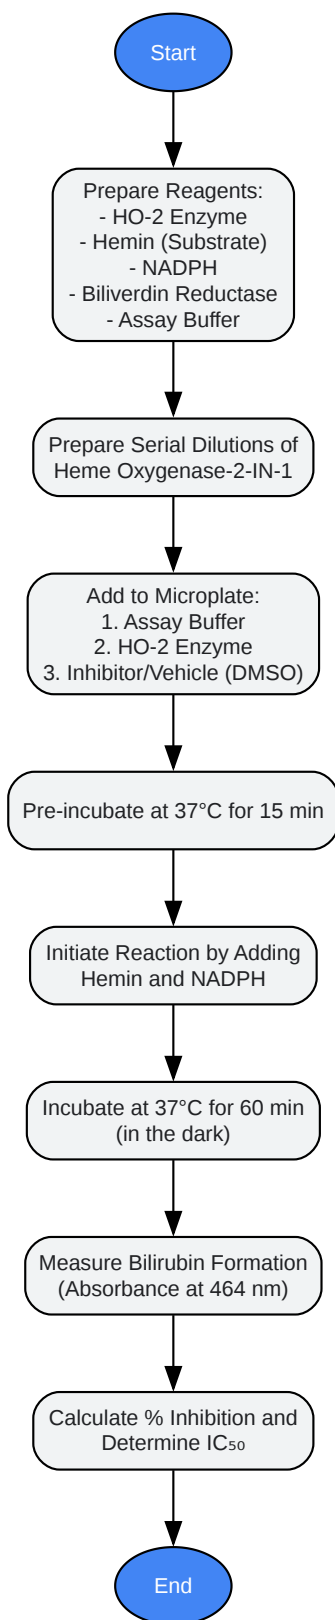 Start
Prepare Reagents:
- HO-2 Enzyme
- Hemin (Substrate)
- NADPH
- Biliverdin Reductase
- Assay Buffer
Prepare Serial Dilutions of
Heme Oxygenase-2-IN-1
Add to Microplate:
1. Assay Buffer
2. HO-2 Enzyme
3. Inhibitor/Vehicle (DMSO)
Pre-incubate at 37°C for 15 min
Initiate Reaction by Adding
Hemin and NADPH
Incubate at 37°C for 60 min
(in the dark)
Measure Bilirubin Formation
(Absorbance at 464 nm)
Calculate % Inhibition and
Determine IC₅₀
End